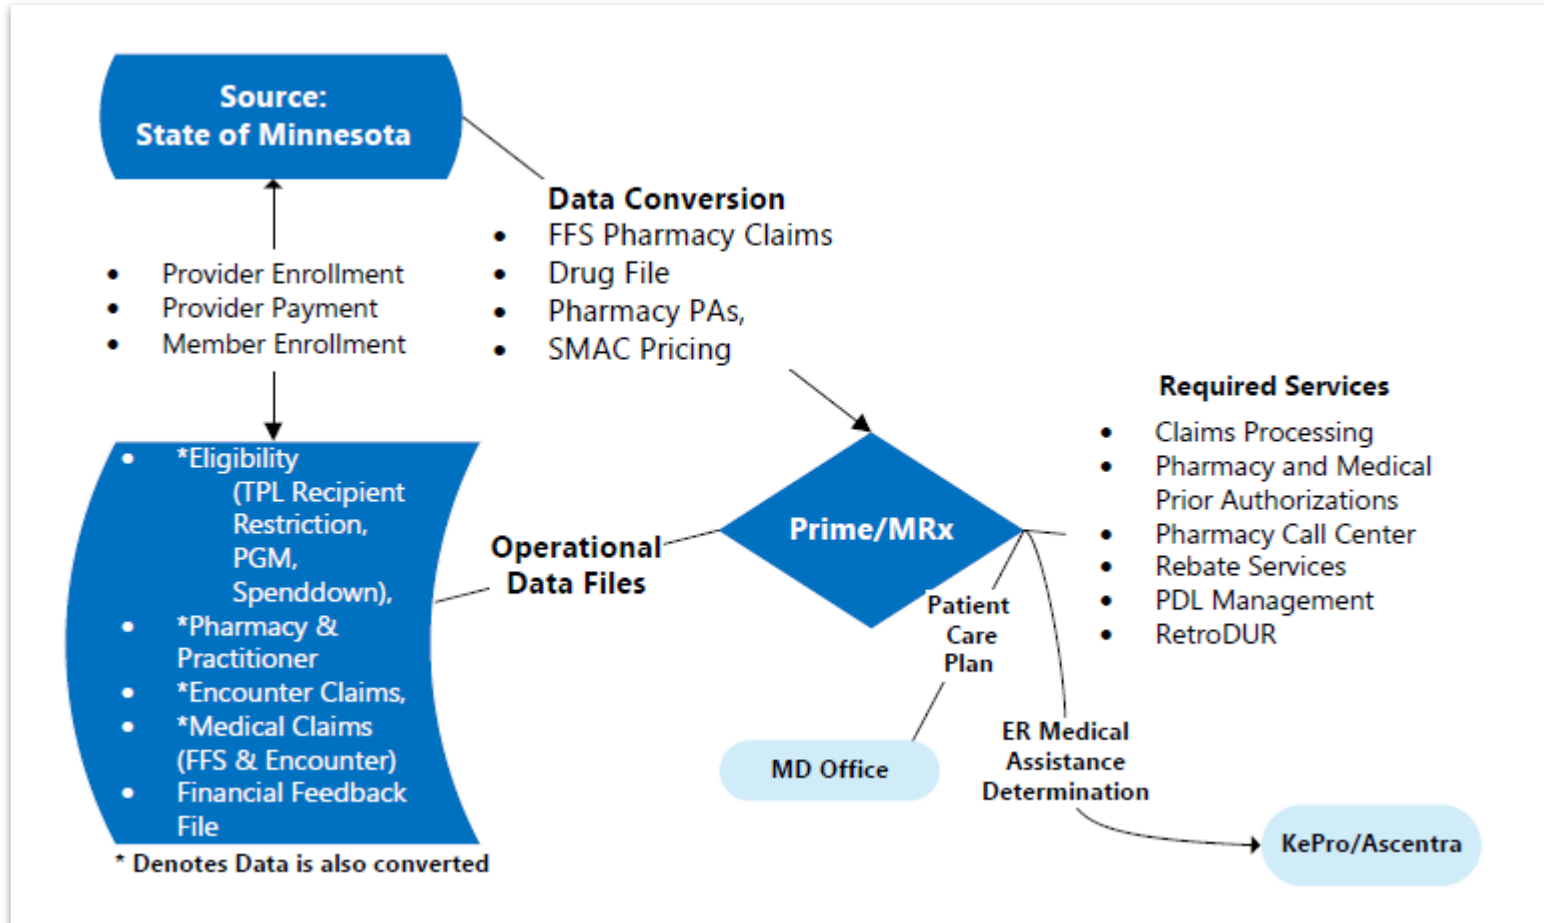 Source:
State of Minnesota
Data Conversion
• FFS Pharmacy Claims
• Drug File
• Pharmacy PAs,
• SMAC Pricing
• Provider Enrollment
• Provider Payment
• Member Enrollment
• *Eligibility
(TPL Recipient
Restriction,
PGM,
Spenddown),
• *Pharmacy &
Practitioner
• *Encounter Claims,
• *Medical Claims
(FFS & Encounter)
• Financial Feedback
File
* Denotes Data is also converted
Operational
Data Files
Prime/MRx
Required Services
• Claims Processing
• Pharmacy and Medical
Prior Authorizations
• Pharmacy Call Center
• Rebate Services
• PDL Management
• RetroDUR
Patient
Care
Plan
MD Office
ER Medical
Assistance
Determination
KePro/Ascentra